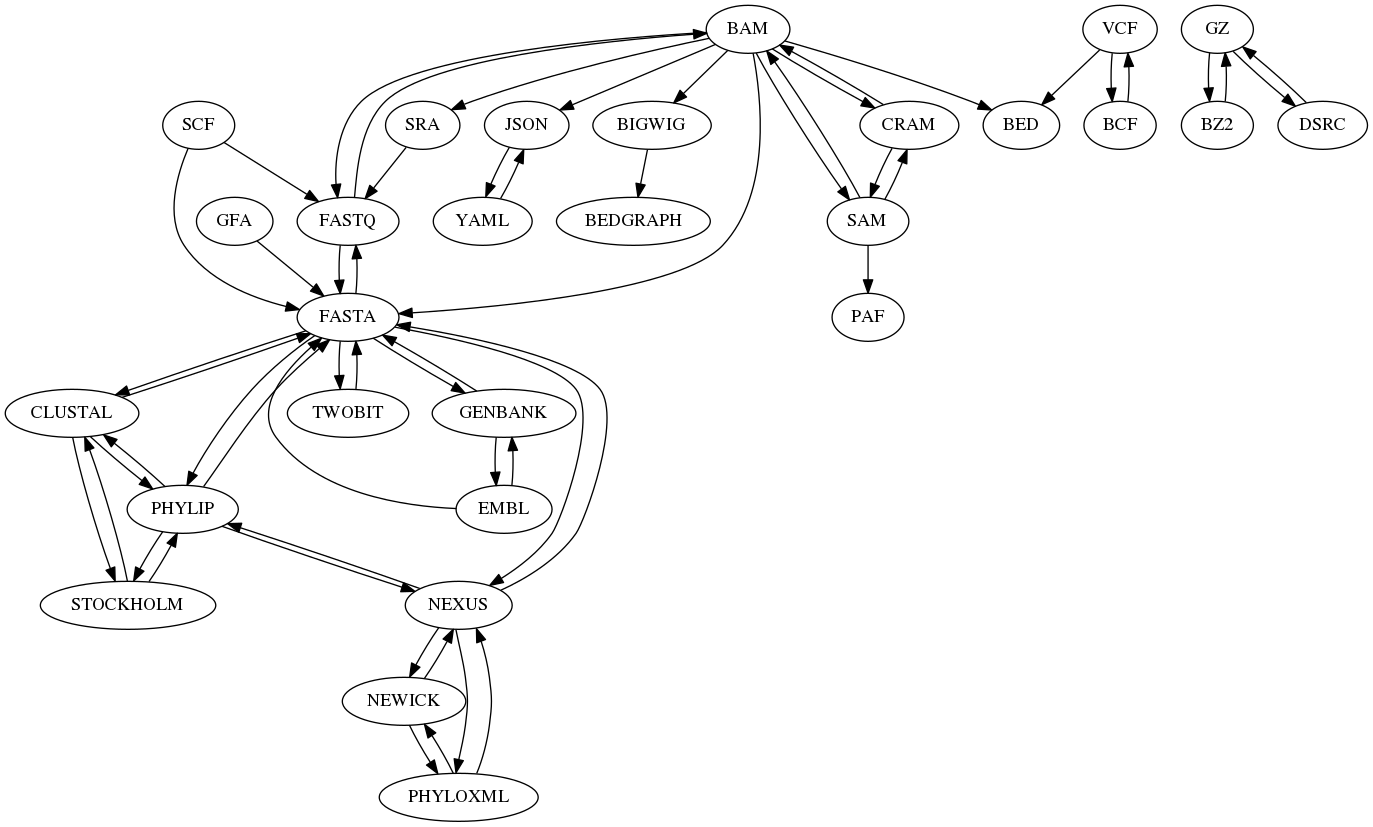 BAM
VCF
GZ
SCF
SRA
JSON
BIGWIG
CRAM
BED
BCF
BZ2
DSRC
GFA
FASTQ
YAML
BEDGRAPH
SAM
FASTA
PAF
CLUSTAL
TWOBIT
GENBANK
PHYLIP
EMBL
STOCKHOLM
NEXUS
NEWICK
PHYLOXML